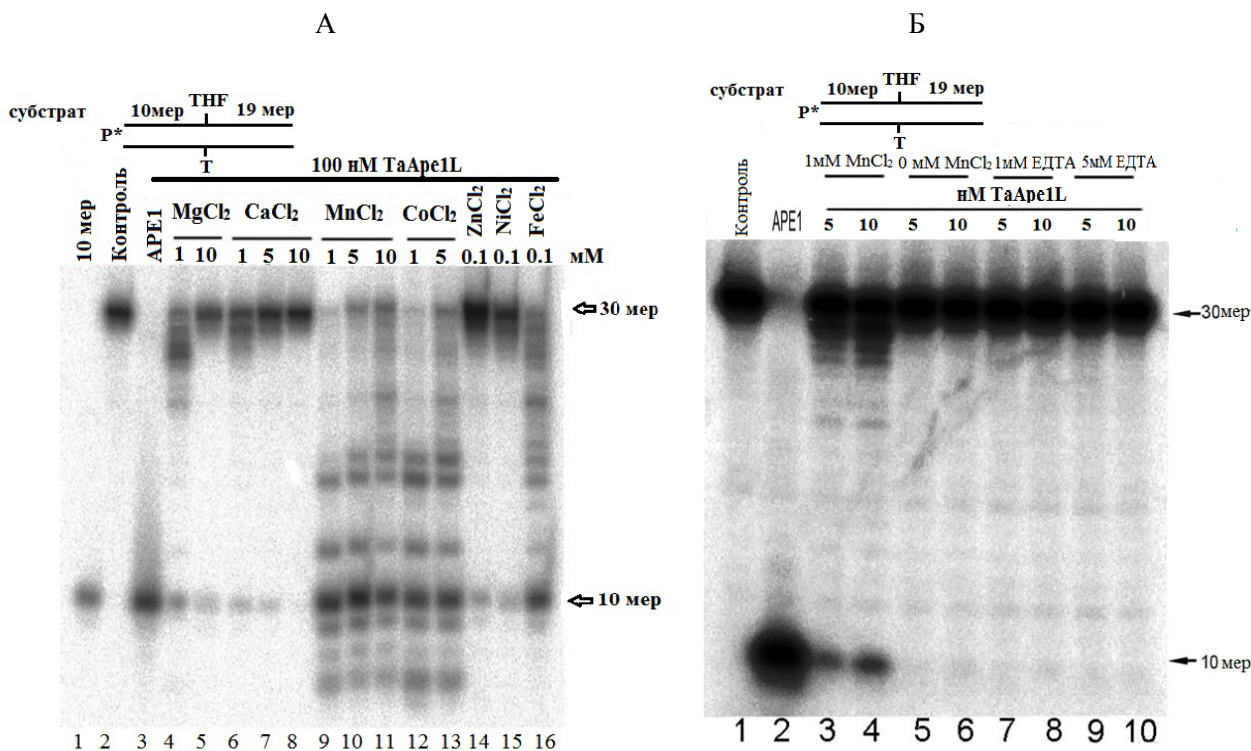 А
Б
субстрат
10мер THF 19 мер
P*
T
100 нМ TaApe1L
10 мер
Контроль
APE1
MgCl₂ CaCl₂ MnCl₂ CoCl₂ ZnCl₂ NiCl₂ FeCl₂
1 10 1 5 10 1 5 10 1 5 0.1 0.1 0.1 мМ
30 мер
10 мер
1 2 3 4 5 6 7 8 9 10 11 12 13 14 15 16
субстрат
10мер THF 19 мер
P*
T
1мМ MnCl₂ 0 мМ MnCl₂ 1мМ ЕДТА 5мМ ЕДТА
нМ TaApe1L
Контроль
APE1
5 10 5 10 5 10 5 10
30мер
10мер
1 2 3 4 5 6 7 8 9 10